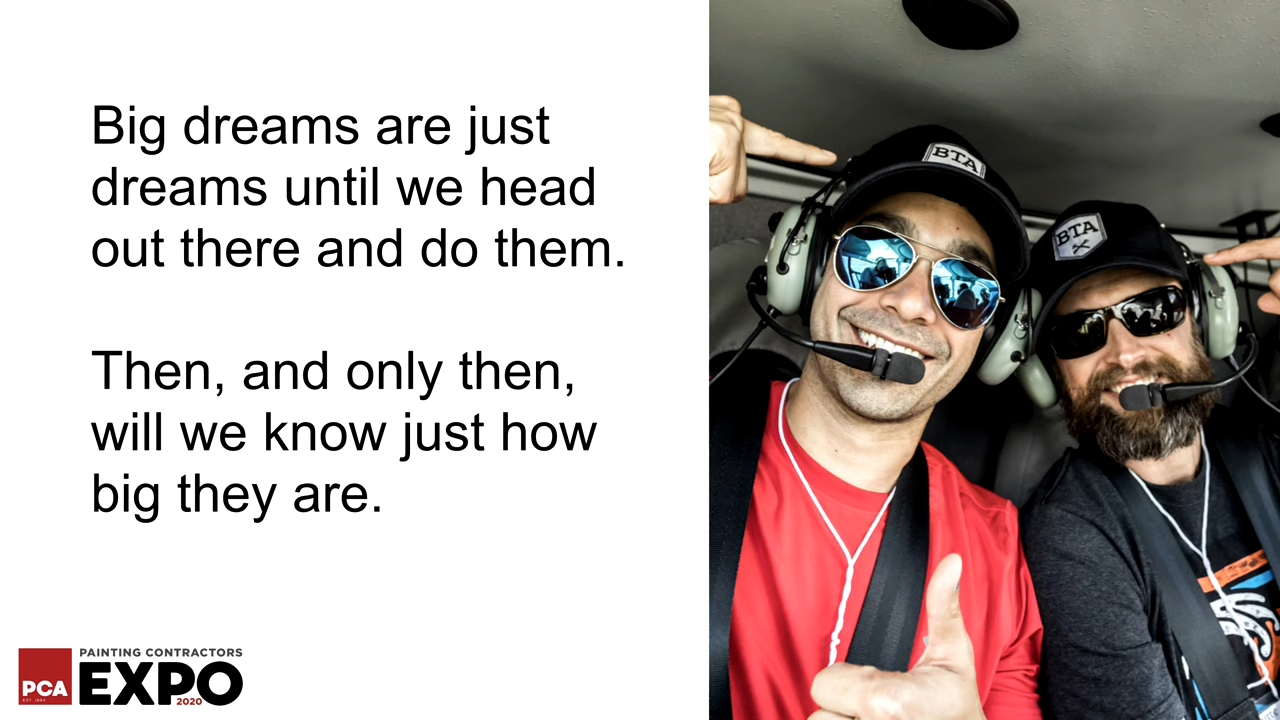 Big dreams are just
dreams until we head
out there and do them.
Then, and only then,
will we know just how
big they are.
BTA
BTA
PCA
EST. 1884
PAINTING CONTRACTORS
EXPO
2020